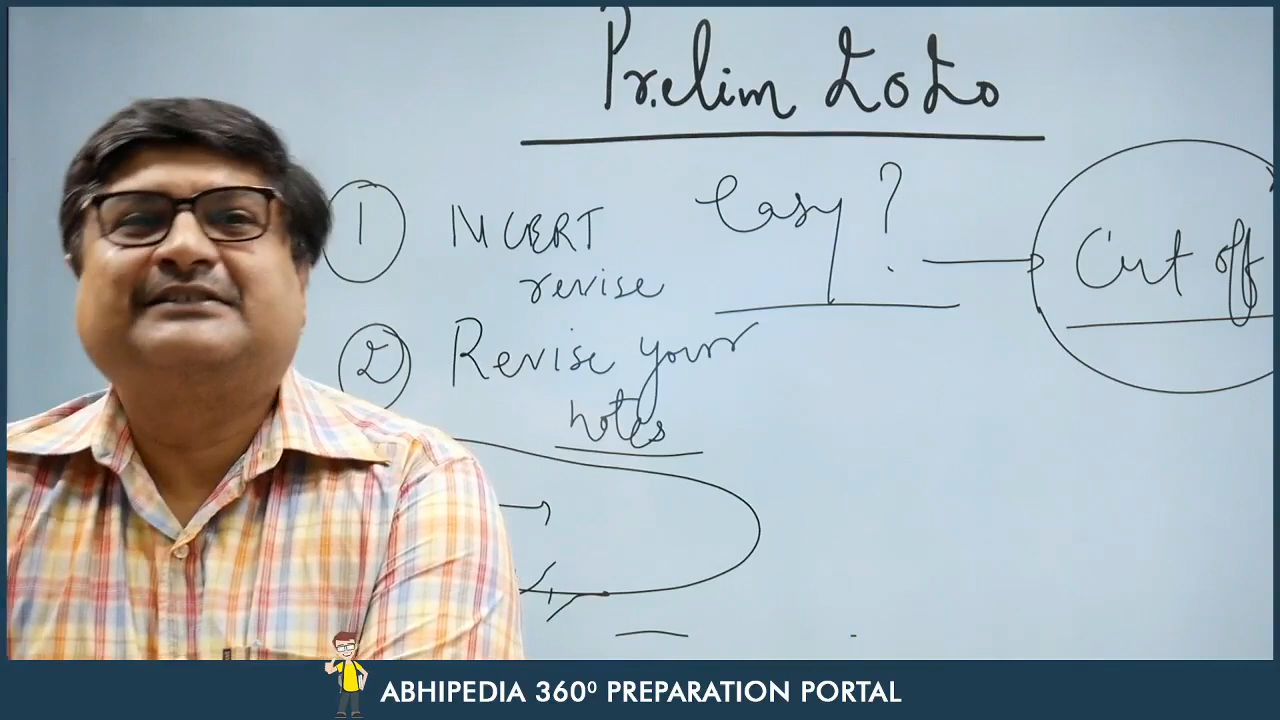 Prelim 2020
1 NCERT
revise
Easy ?
Cut off
2 Revise your
notes
ABHIPEDIA 360⁰ PREPARATION PORTAL